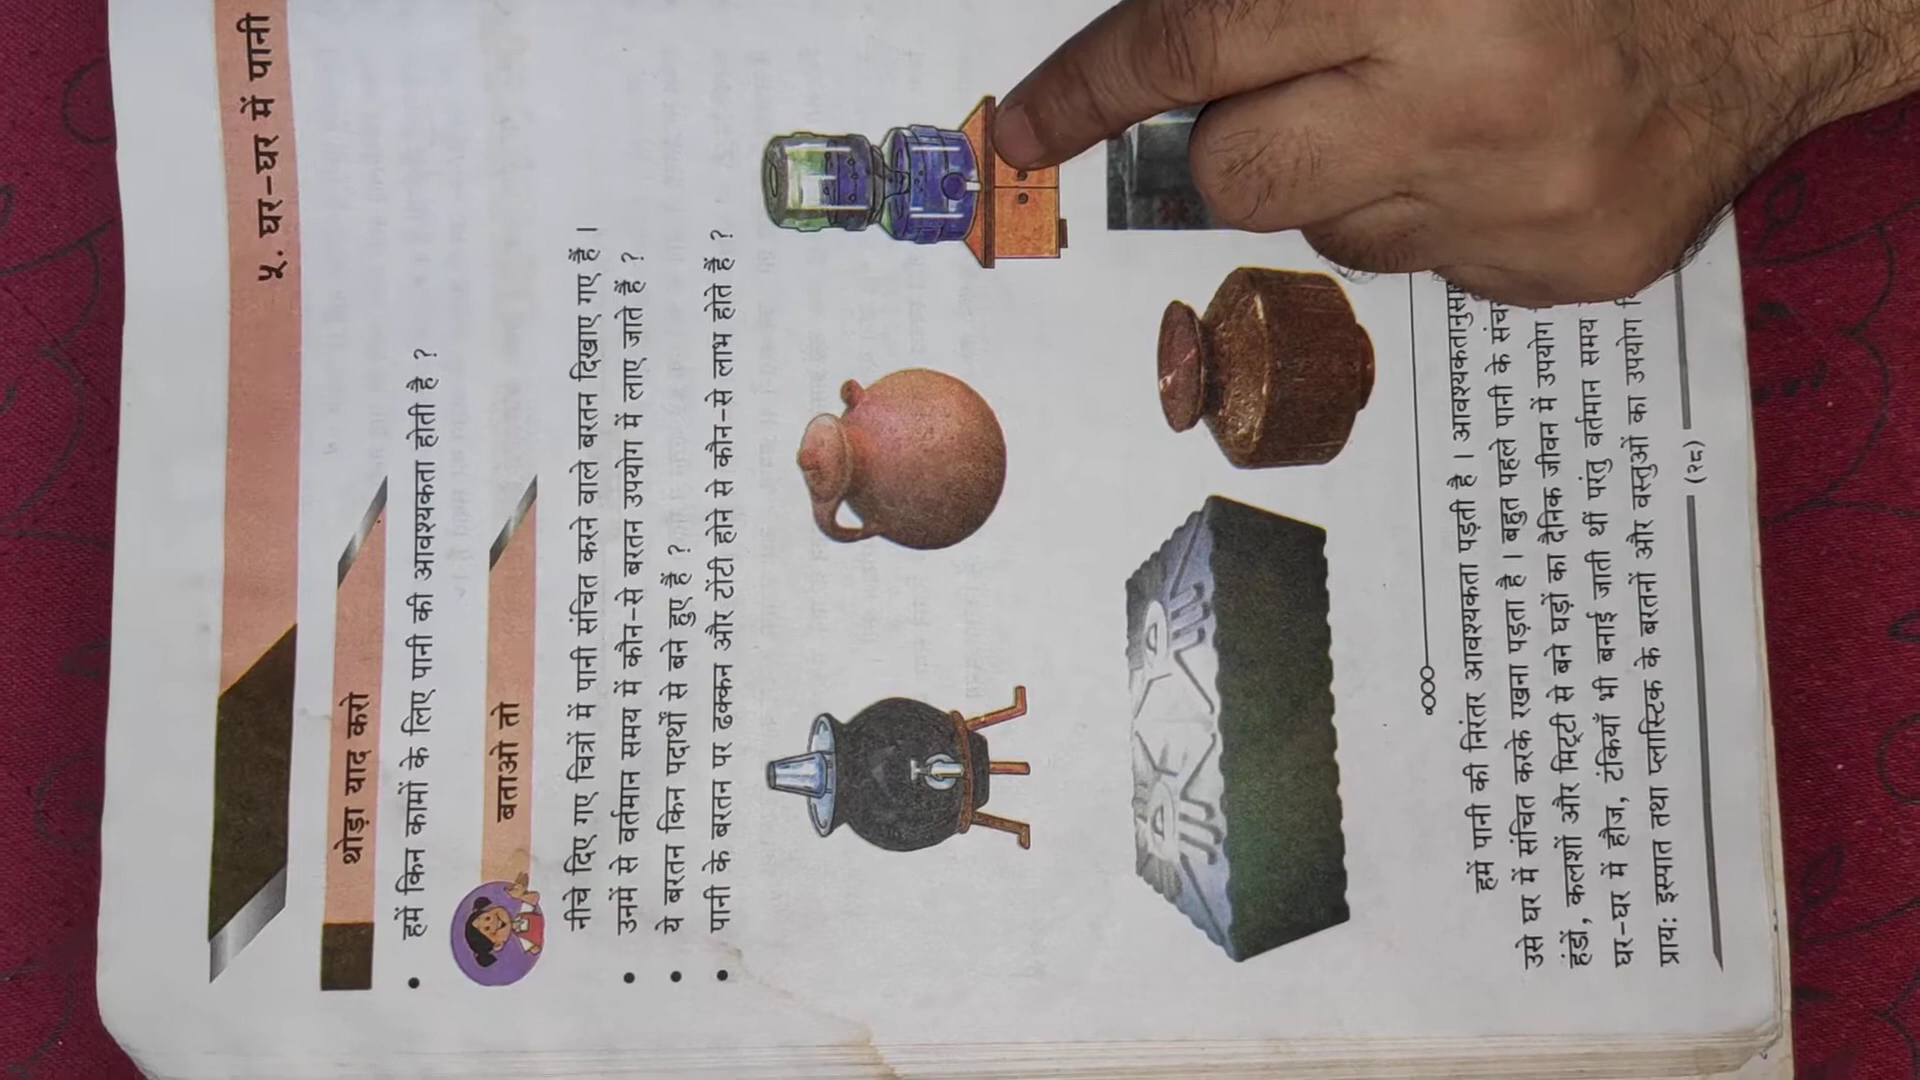 ५. घर-घर में पानी
थोड़ा याद करो
• हमें किन कामों के लिए पानी की आवश्यकता होती है ?
बताओ तो
नीचे दिए गए चित्रों में पानी संचित करने वाले बरतन दिखाए गए हैं ।
• उनमें से वर्तमान समय में कौन-से बरतन उपयोग में लाए जाते हैं ?
• ये बरतन किन पदार्थों से बने हुए हैं ?
• पानी के बरतन पर ढक्कन और टोंटी होने से कौन-से लाभ होते हैं ?
हमें पानी की निरंतर आवश्यकता पड़ती है । आवश्यकतानुसार
उसे घर में संचित करके रखना पड़ता है । बहुत पहले पानी के
हंडों, कलशों और मिट्टी से बने घड़ों का दैनिक जीवन में उपयोग
घर-घर में हौज, टंकियाँ भी बनाई जाती थीं परंतु वर्तमान समय
प्राय: इस्पात तथा प्लास्टिक के बरतनों और वस्तुओं का उपयोग
(२८)